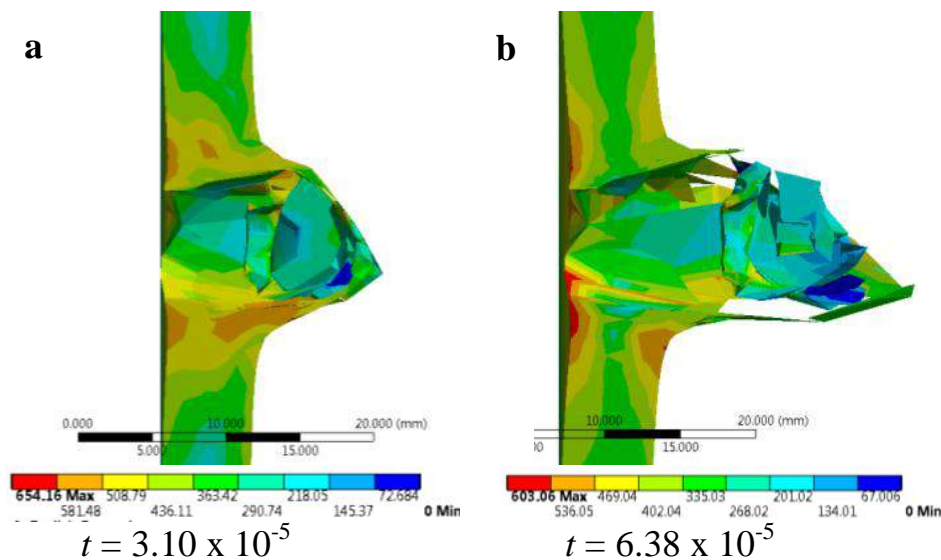 a
b
0.000 10.000 20.000 (mm)
5.000 15.000
10.000 20.000 (mm)
00 15.000
654.16 Max 508.79 363.42 218.05 72.684
581.48 436.11 290.74 145.37 0 Min
603.06 Max 469.04 335.03 201.02 67.006
536.05 402.04 268.02 134.01 0 Min
t = 3.10 x 10⁻⁵
t = 6.38 x 10⁻⁵